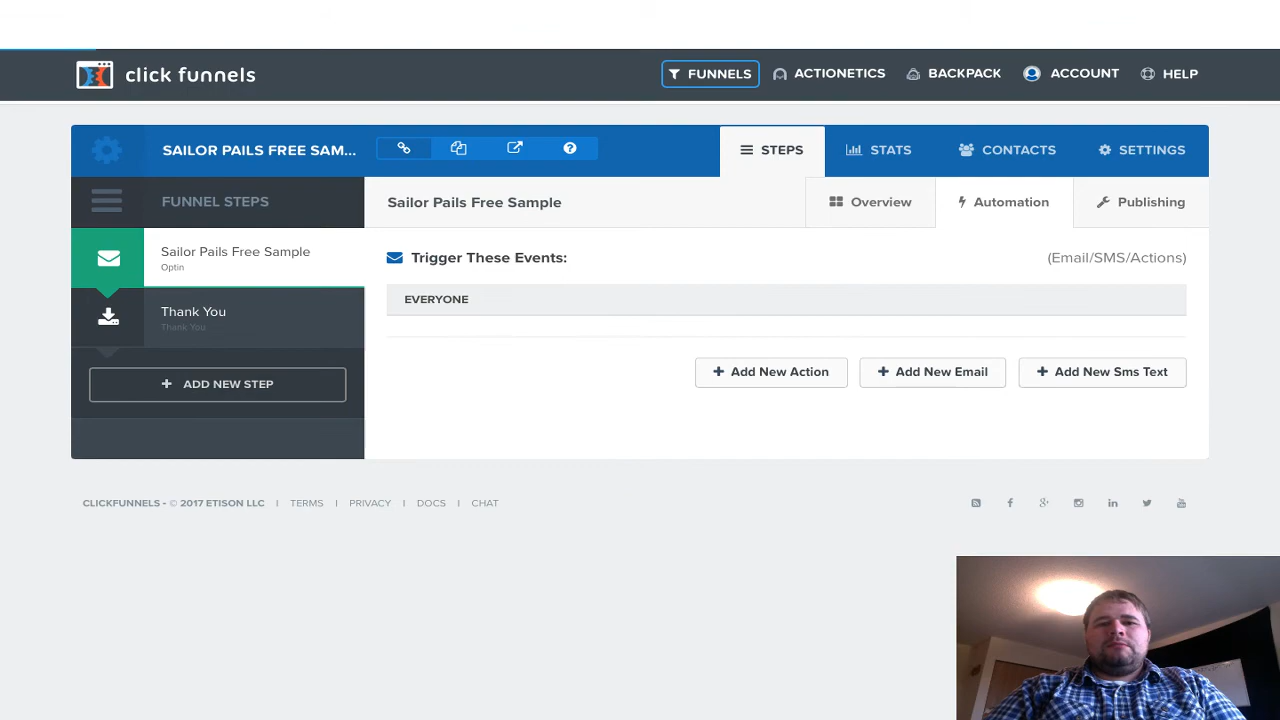 click funnels
FUNNELS
ACTIONETICS
BACKPACK
ACCOUNT
HELP
SAILOR PAILS FREE SAM...
STEPS
STATS
CONTACTS
SETTINGS
FUNNEL STEPS
Sailor Pails Free Sample
Overview
Automation
Publishing
Sailor Pails Free Sample
Optin
Thank You
Thank You
+ ADD NEW STEP
Trigger These Events:
(Email/SMS/Actions)
EVERYONE
+ Add New Action
+ Add New Email
+ Add New Sms Text
CLICKFUNNELS - © 2017 ETISON LLC | TERMS | PRIVACY | DOCS | CHAT